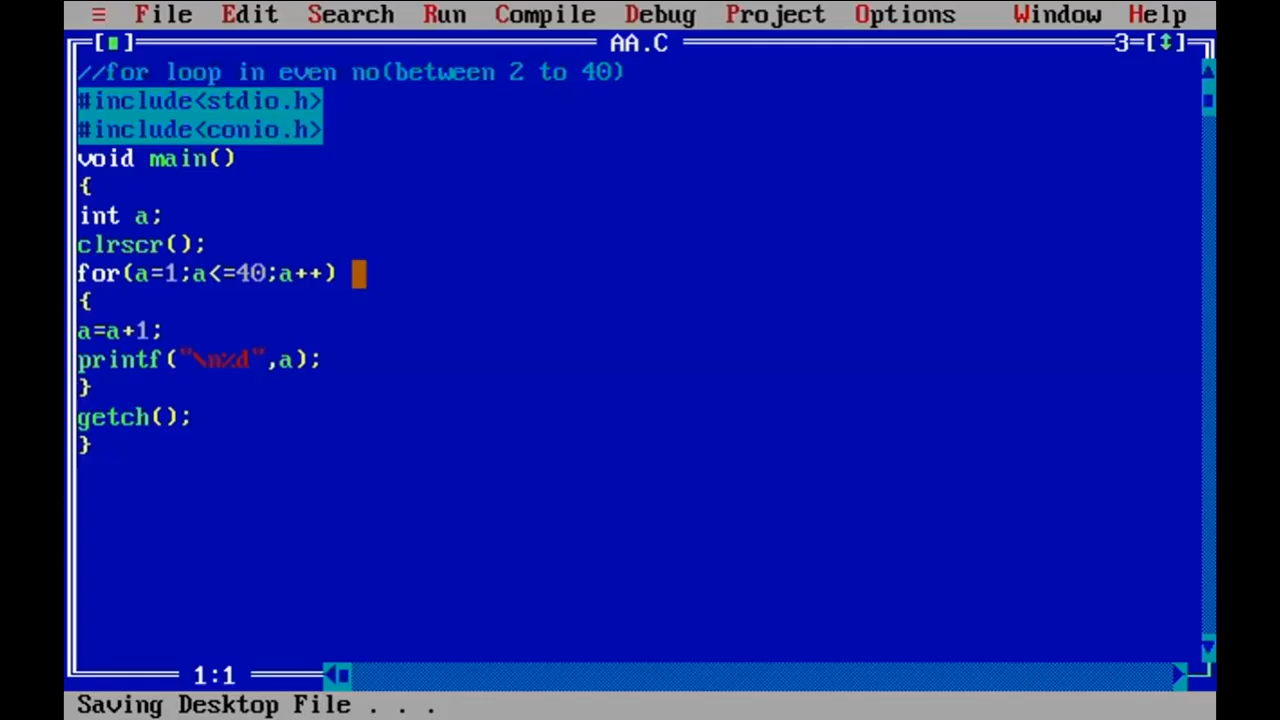 ≡ File Edit Search Run Compile Debug Project Options Window Help
[■] AA.C 3=[↕]
//for loop in even no(between 2 to 40)
#include<stdio.h>
#include<conio.h>
void main()
{
int a;
clrscr();
for(a=1;a<=40;a++)
{
a=a+1;
printf("\n%d",a);
}
getch();
}
1:1
Saving Desktop File . . .